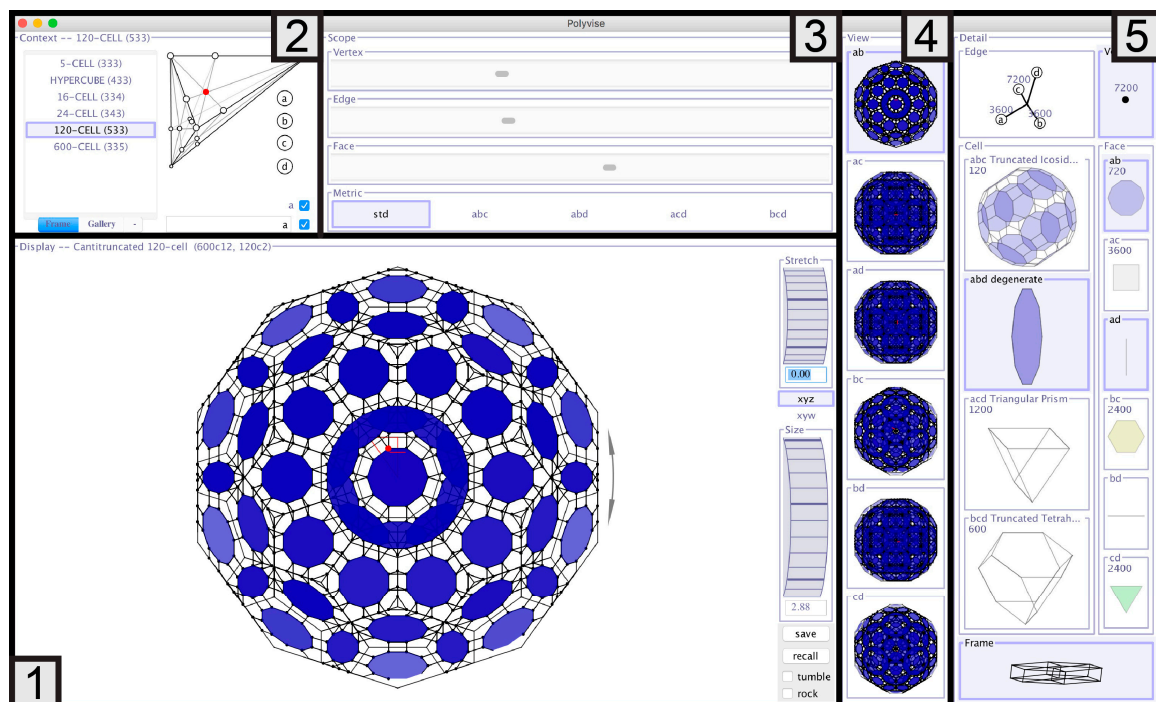 Polyvise
Context -- 120-CELL (533)
5-CELL (333)
HYPERCUBE (433)
16-CELL (334)
24-CELL (343)
120-CELL (533)
600-CELL (335)
a
b
c
d
a
Frame Gallery -
a
2
Scope
Vertex
Edge
Face
Metric
std abc abd acd bcd
3
View
ab
ac
ad
bc
bd
cd
4
Detail
Edge
7200
d
c
3600
a
3600
b
7200
5
Cell
abc Truncated Icosid...
120
abd degenerate
acd Triangular Prism
1200
bcd Truncated Tetrah...
600
Face
ab
720
ac
3600
ad
bc
2400
bd
cd
2400
Frame
Display -- Cantitruncated 120-cell (600c12, 120c2)
Stretch
0.00
xyz
xyw
Size
2.88
save
recall
tumble
rock
1